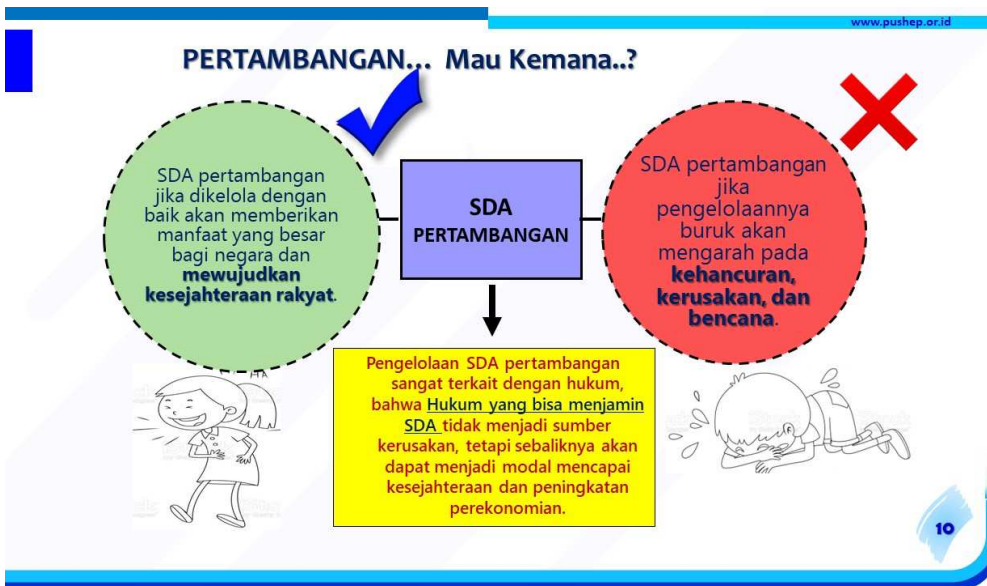 www.pushep.or.id
PERTAMBANGAN... Mau Kemana..?
SDA pertambangan
jika dikelola dengan
baik akan memberikan
manfaat yang besar
bagi negara dan
mewujudkan
kesejahteraan rakyat.
SDA
PERTAMBANGAN
SDA pertambangan
jika
pengelolaannya
buruk akan
mengarah pada
kehancuran,
kerusakan, dan
bencana.
Pengelolaan SDA pertambangan
sangat terkait dengan hukum,
bahwa Hukum yang bisa menjamin
SDA tidak menjadi sumber
kerusakan, tetapi sebaliknya akan
dapat menjadi modal mencapai
kesejahteraan dan peningkatan
perekonomian.
HA
10